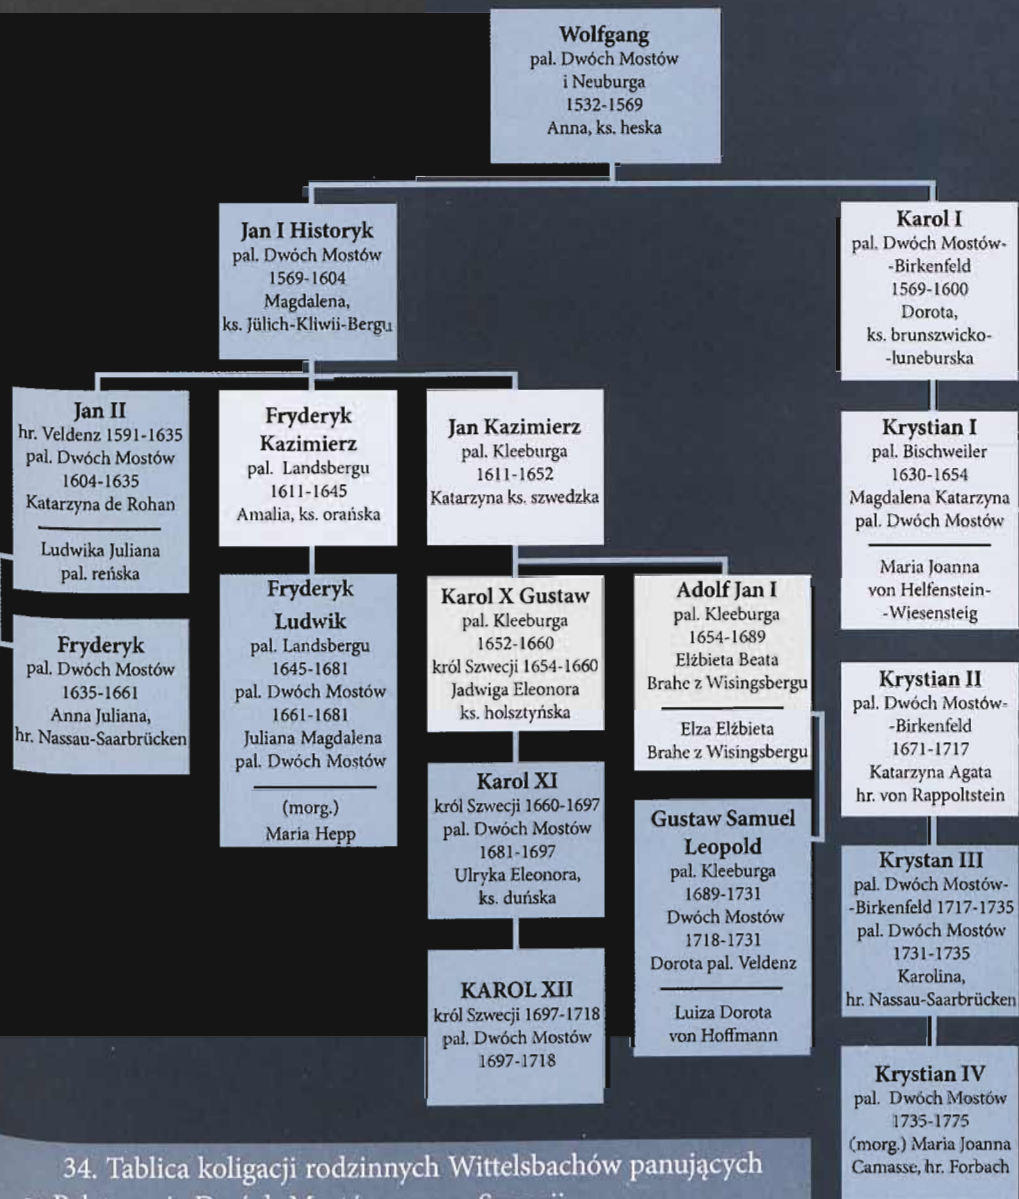 Wolfgang
pal. Dwóch Mostów
i Neuburga
1532-1569
Anna, ks. heska
Jan I Historyk
pal. Dwóch Mostów
1569-1604
Magdalena,
ks. Jülich-Kliwii-Bergu
Karol I
pal. Dwóch Mostów-
-Birkenfeld
1569-1600
Dorota,
ks. brunszwicko-
-luneburska
Jan II
hr. Veldenz 1591-1635
pal. Dwóch Mostów
1604-1635
Katarzyna de Rohan
Ludwika Juliana
pal. reńska
Fryderyk
Kazimierz
pal. Landsbergu
1611-1645
Amalia, ks. orańska
Jan Kazimierz
pal. Kleeburga
1611-1652
Katarzyna ks. szwedzka
Krystian I
pal. Bischweiler
1630-1654
Magdalena Katarzyna
pal. Dwóch Mostów
Maria Joanna
von Helfenstein-
-Wiesensteig
Fryderyk
pal. Dwóch Mostów
1635-1661
Anna Juliana,
hr. Nassau-Saarbrücken
Fryderyk
Ludwik
pal. Landsbergu
1645-1681
pal. Dwóch Mostów
1661-1681
Juliana Magdalena
pal. Dwóch Mostów
(morg.)
Maria Hepp
Karol X Gustaw
pal. Kleeburga
1652-1660
król Szwecji 1654-1660
Jadwiga Eleonora
ks. holsztyńska
Adolf Jan I
pal. Kleeburga
1654-1689
Elżbieta Beata
Brahe z Wisingsbergu
Elza Elżbieta
Brahe z Wisingsbergu
Krystian II
pal. Dwóch Mostów-
-Birkenfeld
1671-1717
Katarzyna Agata
hr. von Rappoltstein
Karol XI
król Szwecji 1660-1697
pal. Dwóch Mostów
1681-1697
Ulryka Eleonora,
ks. duńska
Gustaw Samuel
Leopold
pal. Kleeburga
1689-1731
Dwóch Mostów
1718-1731
Dorota pal. Veldenz
Luiza Dorota
von Hoffmann
Krystan III
pal. Dwóch Mostów-
-Birkenfeld 1717-1735
pal. Dwóch Mostów
1731-1735
Karolina,
hr. Nassau-Saarbrücken
KAROL XII
król Szwecji 1697-1718
pal. Dwóch Mostów
1697-1718
Krystian IV
pal. Dwóch Mostów
1735-1775
(morg.) Maria Joanna
Camasse, hr. Forbach
34. Tablica koligacji rodzinnych Wittelsbachów panujących